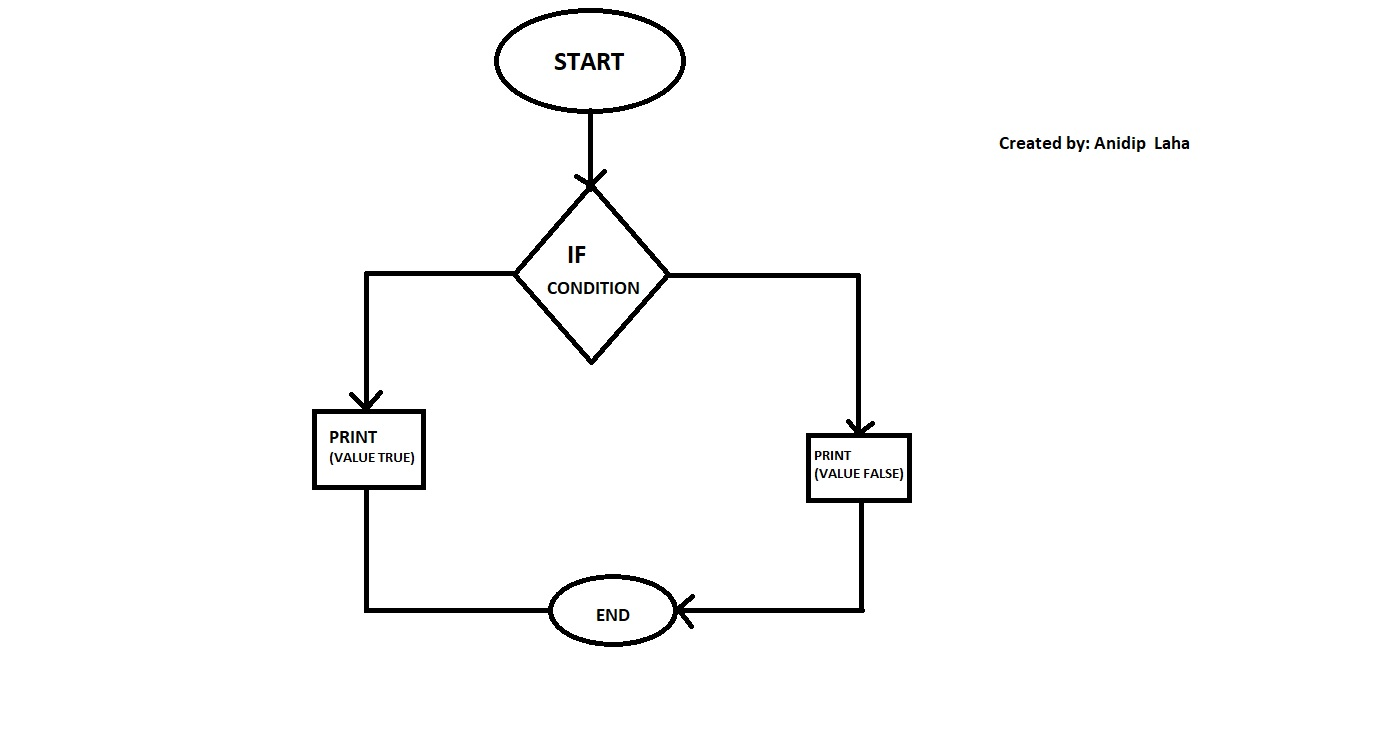 START
Created by: Anidip Laha
IF
CONDITION
PRINT
(VALUE TRUE)
PRINT
(VALUE FALSE)
END